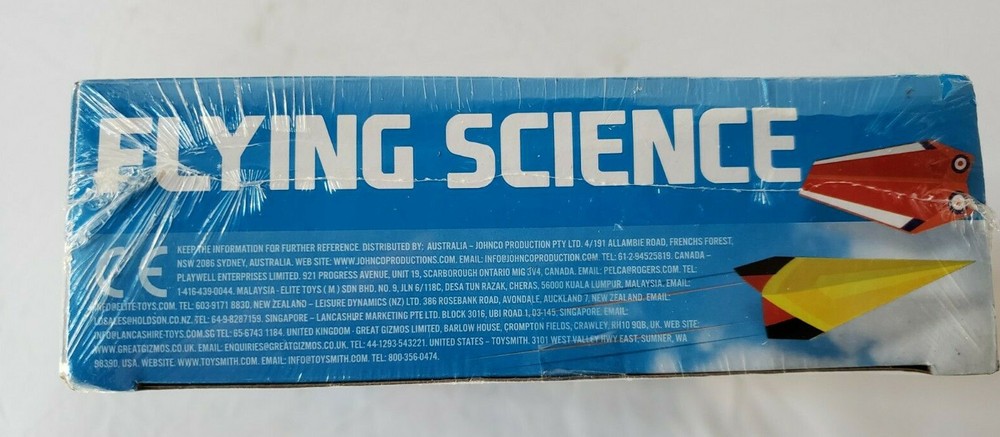 FLYING SCIENCE
CE
KEEP THE INFORMATION FOR FURTHER REFERENCE. DISTRIBUTED BY: AUSTRALIA – JOHNCO PRODUCTION PTY LTD. 4/191 ALLAMBIE ROAD, FRENCHS FOREST,
NSW 2086 SYDNEY, AUSTRALIA. WEB SITE: WWW.JOHNCOPRODUCTIONS.COM. EMAIL: INFO@JOHNCOPRODUCTION.COM. TEL: 61-2-94525819. CANADA –
PLAYWELL ENTERPRISES LIMITED. 921 PROGRESS AVENUE, UNIT 19, SCARBOROUGH ONTARIO MIG 3V4, CANADA. EMAIL: PELCAROGERS.COM. TEL:
1-416-439-0044. MALAYSIA - ELITE TOYS ( M ) SDN BHD. NO. 9, JLN 6/118C, DESA TUN RAZAK, CHERAS, 56000 KUALA LUMPUR, MALAYSIA. EMAIL:
INFO@ELITE-TOYS.COM. TEL: 603-9171 8830. NEW ZEALAND – LEISURE DYNAMICS (NZ) LTD. 386 ROSEBANK ROAD, AVONDALE, AUCKLAND 7, NEW ZEALAND. EMAIL:
LDSALES@HOLDSON.CO.NZ. TEL: 64-9-8287159. SINGAPORE – LANCASHIRE MARKETING PTE LTD. BLOCK 3016, UBI ROAD 1, 03-145, SINGAPORE. EMAIL:
INFO@LANCASHIRE-TOYS.COM.SG TEL: 65-6743 1184. UNITED KINGDOM - GREAT GIZMOS LIMITED, BARLOW HOUSE, CROMPTON FIELDS, CRAWLEY, RH10 9QB, UK. WEB SITE:
WWW.GREATGIZMOS.CO.UK. EMAIL: ENQUIRIES@GREATGIZMOS.CO.UK. TEL: 44-1293-543221. UNITED STATES – TOYSMITH. 3101 WEST VALLEY HWY EAST, SUMNER, WA
98390, USA. WEBSITE. WWW.TOYSMITH.COM. EMAIL: INFO@TOYSMITH.COM. TEL: 800-356-0474.